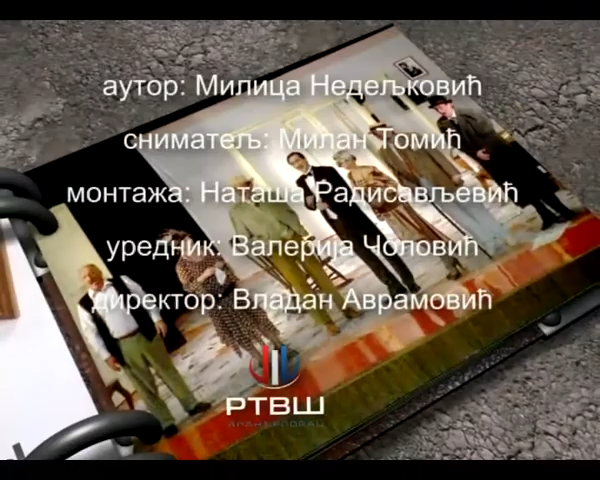 аутор: Милица Недељковић
сниматељ: Милан Томић
монтажа: Наташа Радисављевић
уредник: Валерија Чоловић
директор: Владан Аврамовић
РТВШ